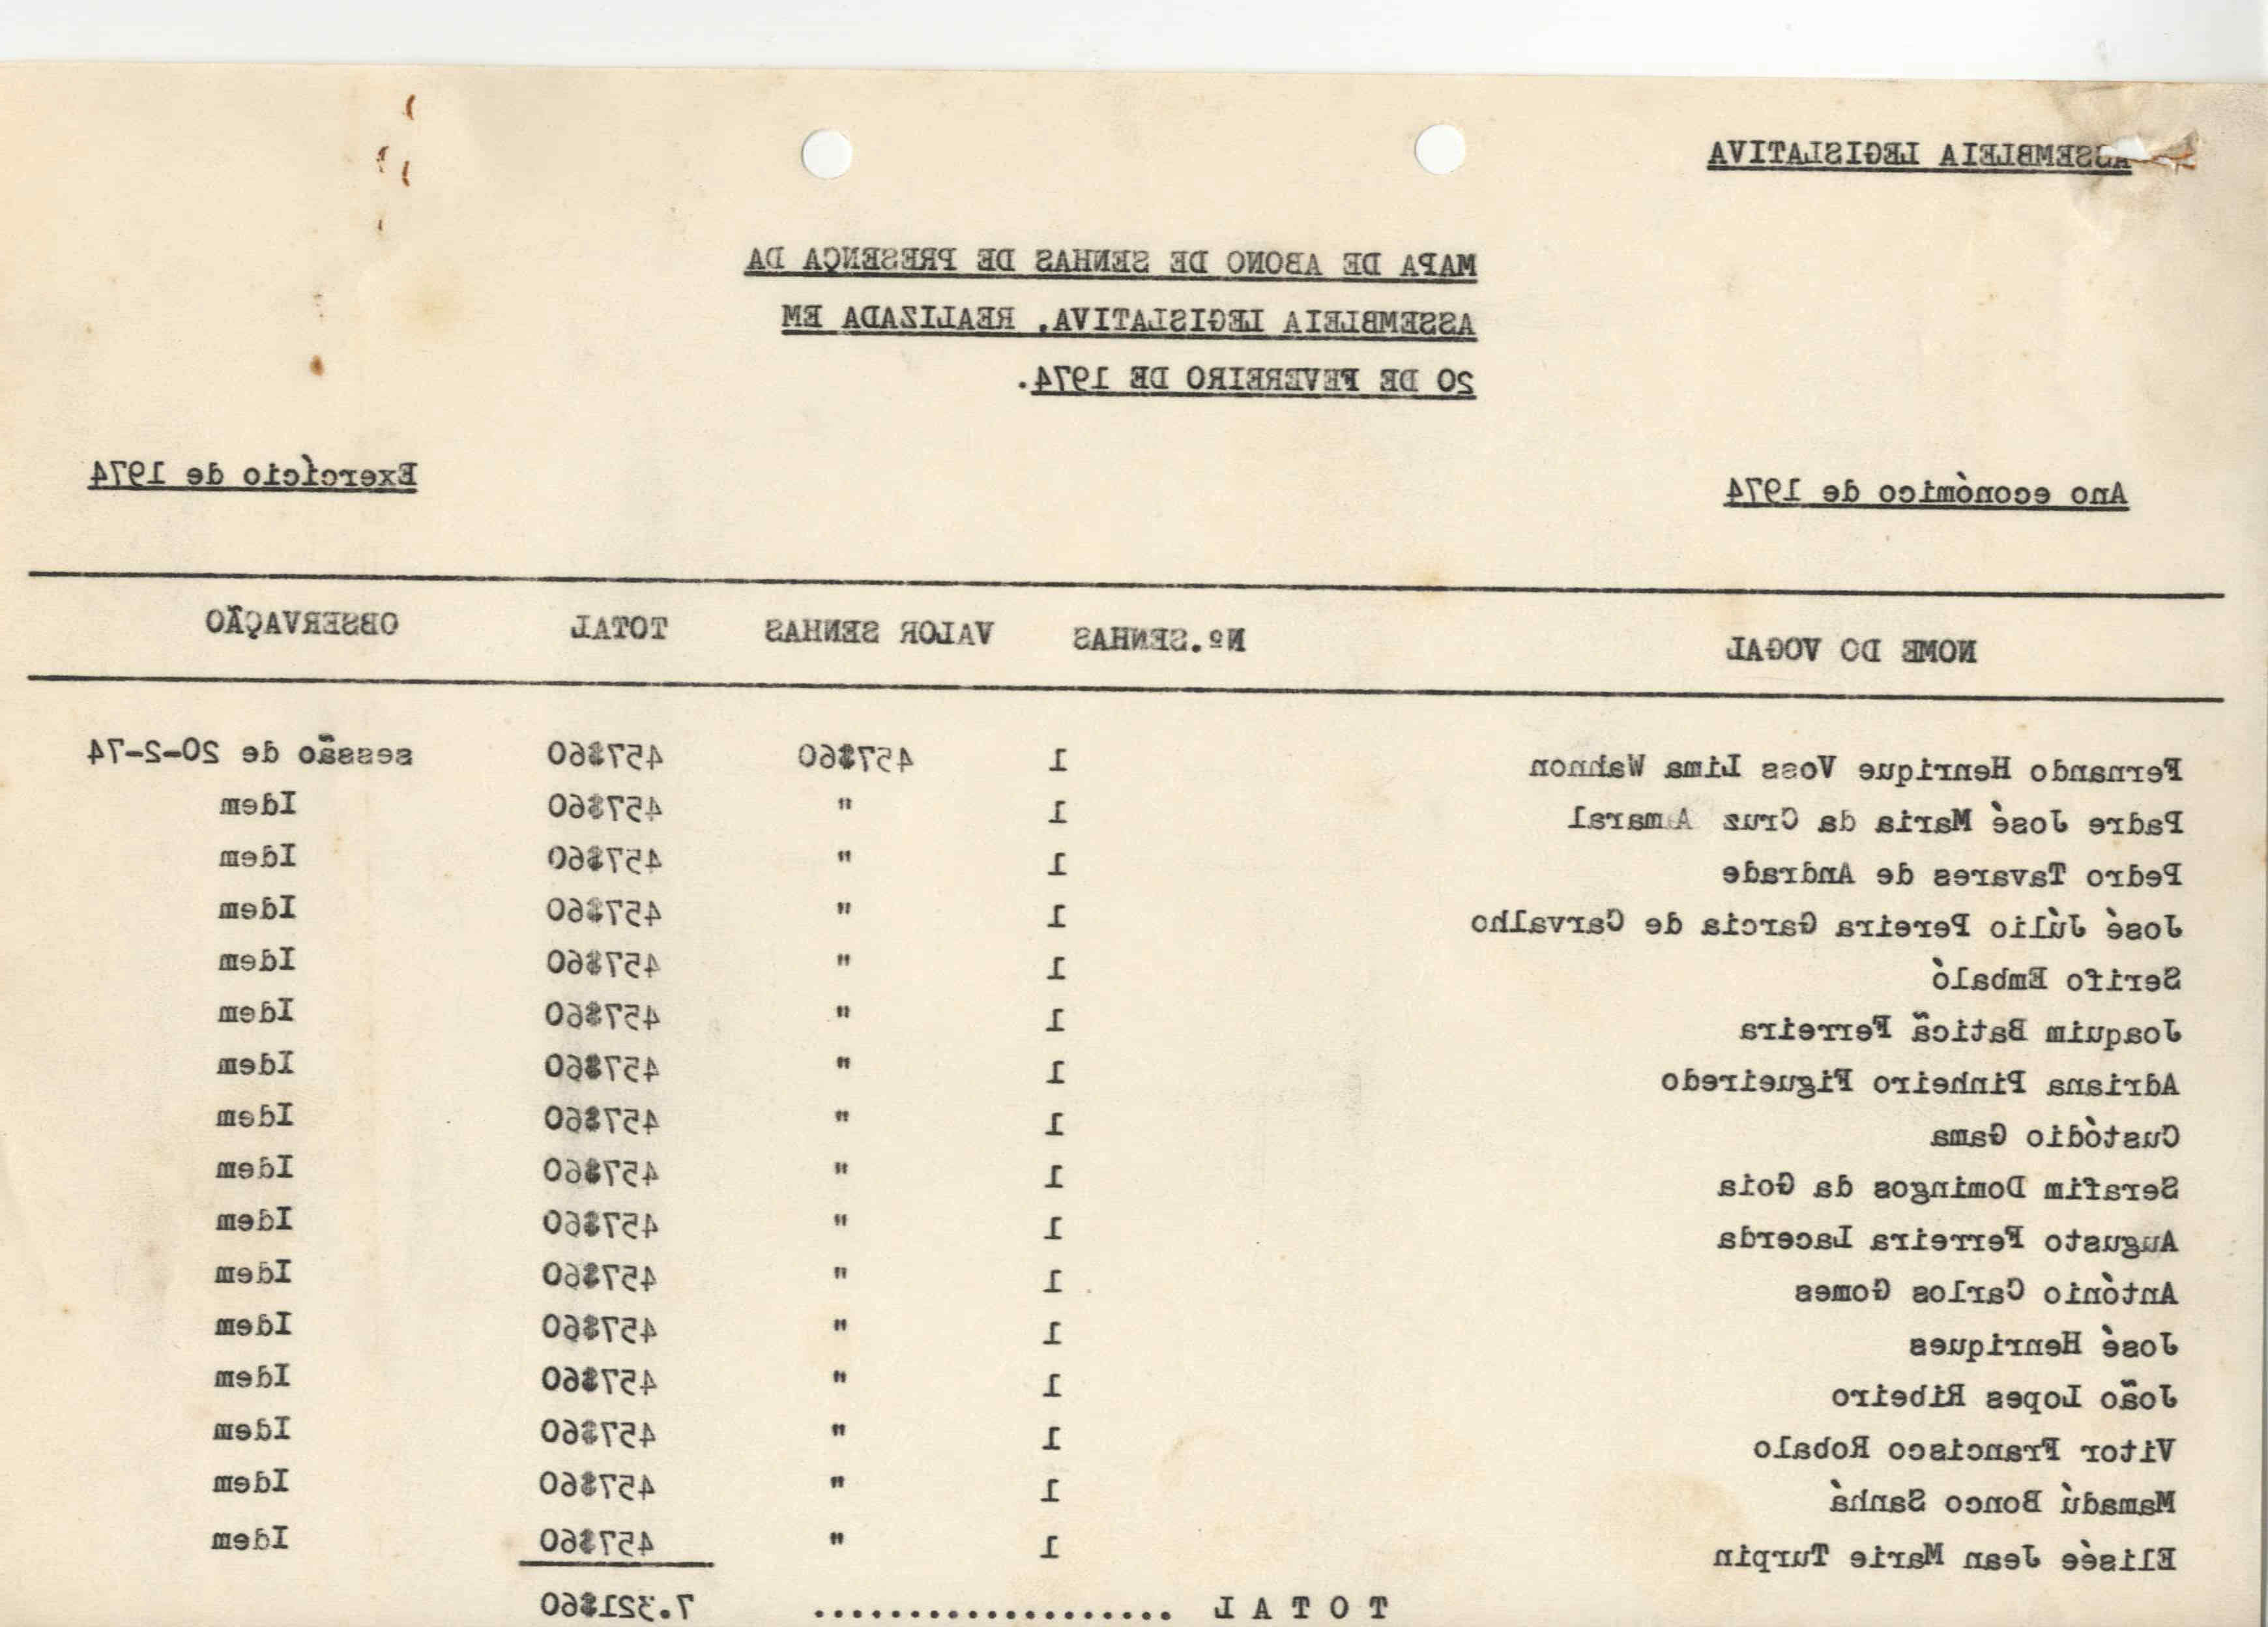 ASSEMBLEIA LEGISLATIVA
MAPA DE ABONO DE SENHAS DE PRESENÇA DA
ASSEMBLEIA LEGISLATIVA, REALIZADA EM
20 DE FEVEREIRO DE 1974.
Ano económico de 1974 Exercício de 1974
NOME DO VOGAL Nº.SENHAS VALOR SENHAS TOTAL OBSERVAÇÃO
Fernando Henrique Voss Lima Wahnon 1 457$60 457$60 sessão de 20-2-74
Padre José Maria da Cruz Amaral 1 " 457$60 Idem
Pedro Tavares de Andrade 1 " 457$60 Idem
José Júlio Pereira Garcia de Carvalho 1 " 457$60 Idem
Serifo Embaló 1 " 457$60 Idem
Joaquim Baticã Ferreira 1 " 457$60 Idem
Adriana Pinheiro Figueiredo 1 " 457$60 Idem
Custódio Gama 1 " 457$60 Idem
Serafim Domingos da Goia 1 " 457$60 Idem
Augusto Ferreira Lacerda 1 " 457$60 Idem
António Carlos Gomes 1 " 457$60 Idem
José Henriques 1 " 457$60 Idem
João Lopes Ribeiro 1 " 457$60 Idem
Vitor Francisco Robalo 1 " 457$60 Idem
Mamadú Bonco Sanhá 1 " 457$60 Idem
Elisée Jean Marie Turpin 1 " 457$60 Idem
T O T A L ................... 7.321$60